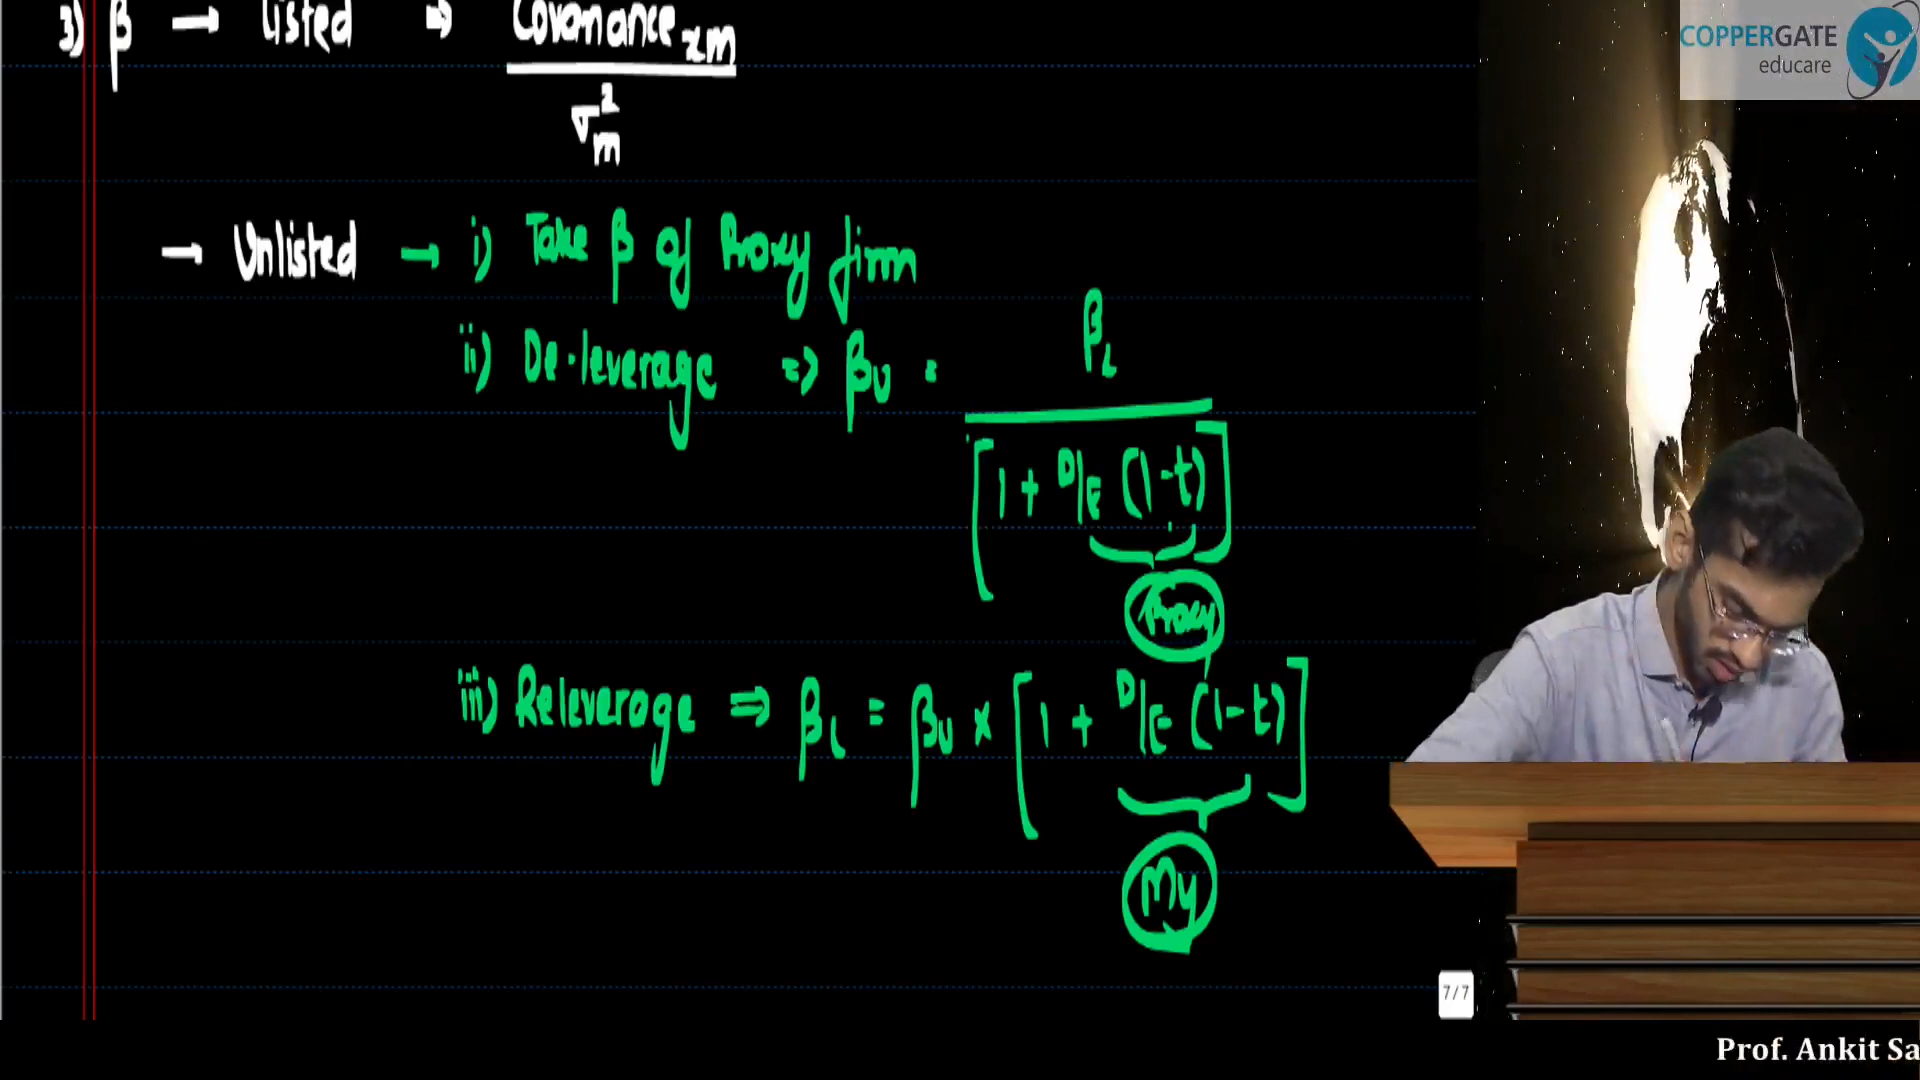 3) β → Listed ⇒ Covariance xm
σ²m
→ Unlisted → i) Take β of Proxy firm
ii) De-leverage => βU = βL
[1 + D/E (1-t)]
Proxy
iii) Releverage ⇒ βL = βU × [1 + D/E (1-t)]
My
COPPERGATE
educare
7/7
Prof. Ankit Sa